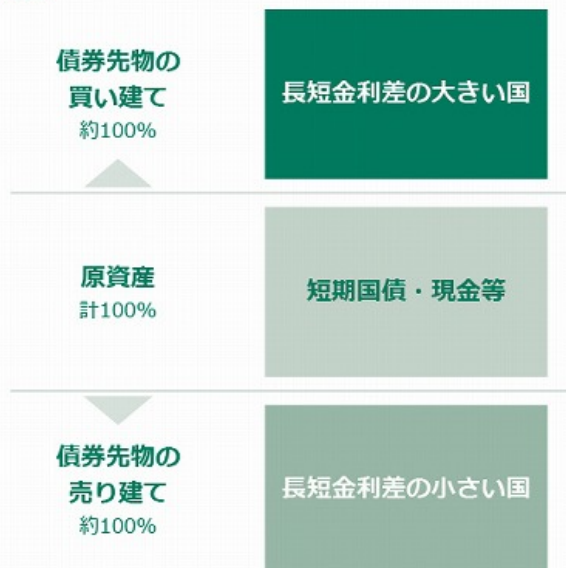 債券先物の
買い建て
約100%
長短金利差の大きい国
原資産
計100%
短期国債・現金等
債券先物の
売り建て
約100%
長短金利差の小さい国